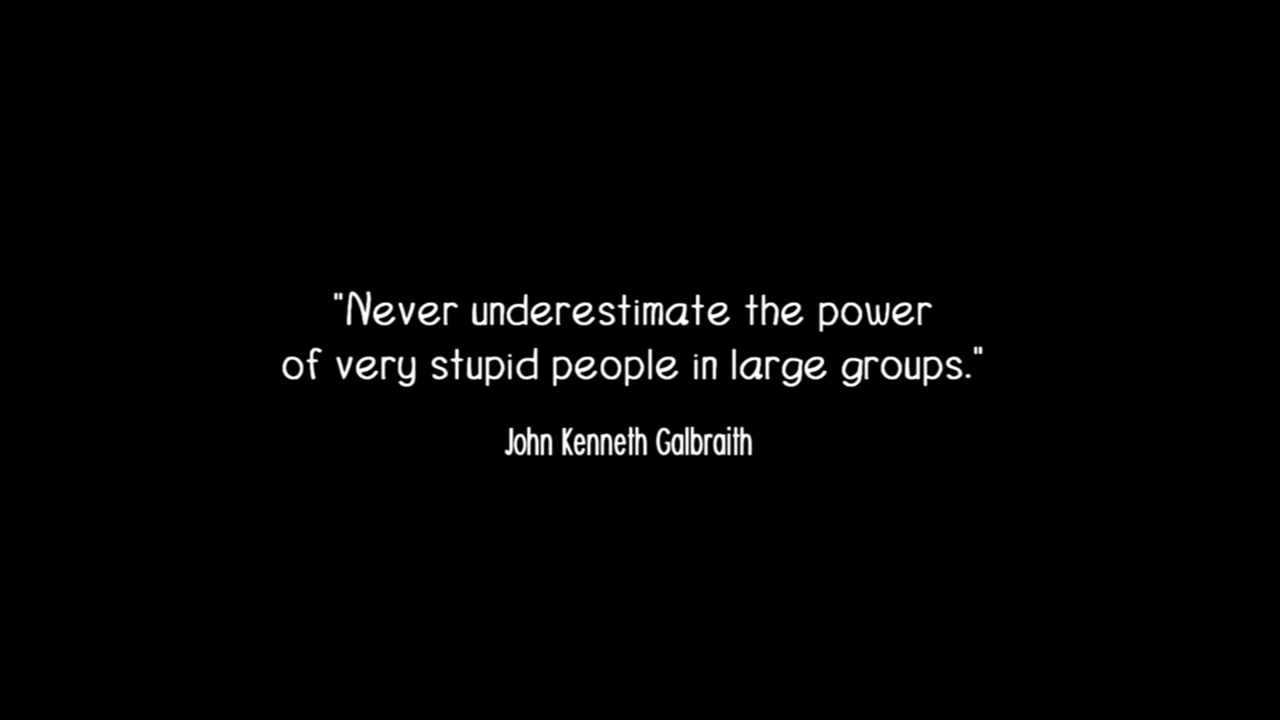 "Never underestimate the power
of very stupid people in large groups."
John Kenneth Galbraith